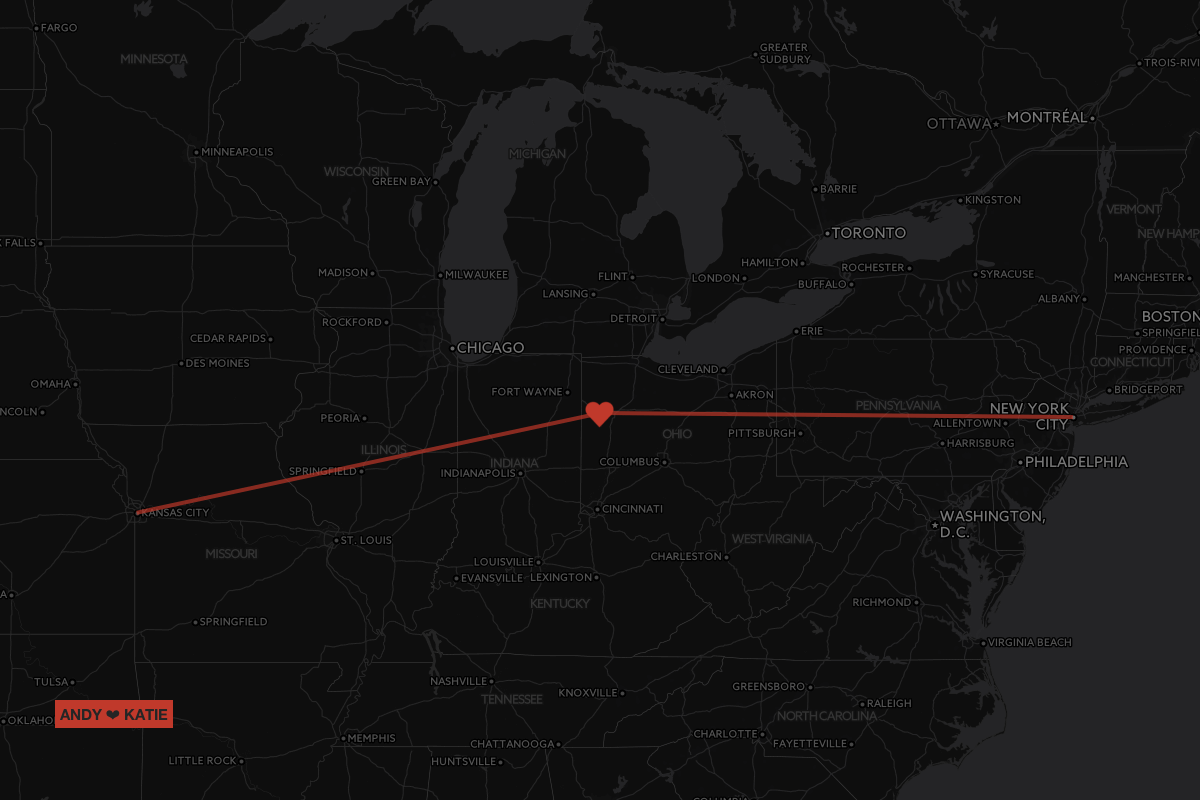 FARGO
GREATER
SUDBURY
MINNESOTA
OTTAWA
MONTRÉAL
MINNEAPOLIS
MICHIGAN
WISCONSIN
GREEN BAY
BARRIE
KINGSTON
VERMONT
NEW HAMP
TORONTO
FALLS
HAMILTON
ROCHESTER
MADISON
MILWAUKEE
FLINT
LONDON
SYRACUSE
MANCHESTER
BUFFALO
LANSING
ALBANY
ROCKFORD
DETROIT
BOSTON
ERIE
SPRINGFIEL
CEDAR RAPIDS
CHICAGO
PROVIDENCE
DES MOINES
CONNECTICUT
CLEVELAND
OMAHA
FORT WAYNE
AKRON
BRIDGEPORT
NCOLN
PEORIA
PENNSYLVANIA
NEW YORK
CITY
ALLENTOWN
OHIO
PITTSBURGH
HARRISBURG
ILLINOIS
INDIANA
COLUMBUS
PHILADELPHIA
SPRINGFIELD
INDIANAPOLIS
KANSAS CITY
CINCINNATI
WASHINGTON,
D.C.
MISSOURI
ST. LOUIS
WEST VIRGINIA
LOUISVILLE
CHARLESTON
EVANSVILLE
LEXINGTON
KENTUCKY
RICHMOND
SPRINGFIELD
VIRGINIA BEACH
TULSA
NASHVILLE
KNOXVILLE
GREENSBORO
TENNESSEE
RALEIGH
ANDY ❤ KATIE
OKLAHO
NORTH CAROLINA
MEMPHIS
CHATTANOOGA
CHARLOTTE
FAYETTEVILLE
LITTLE ROCK
HUNTSVILLE
TROIS-RIVI